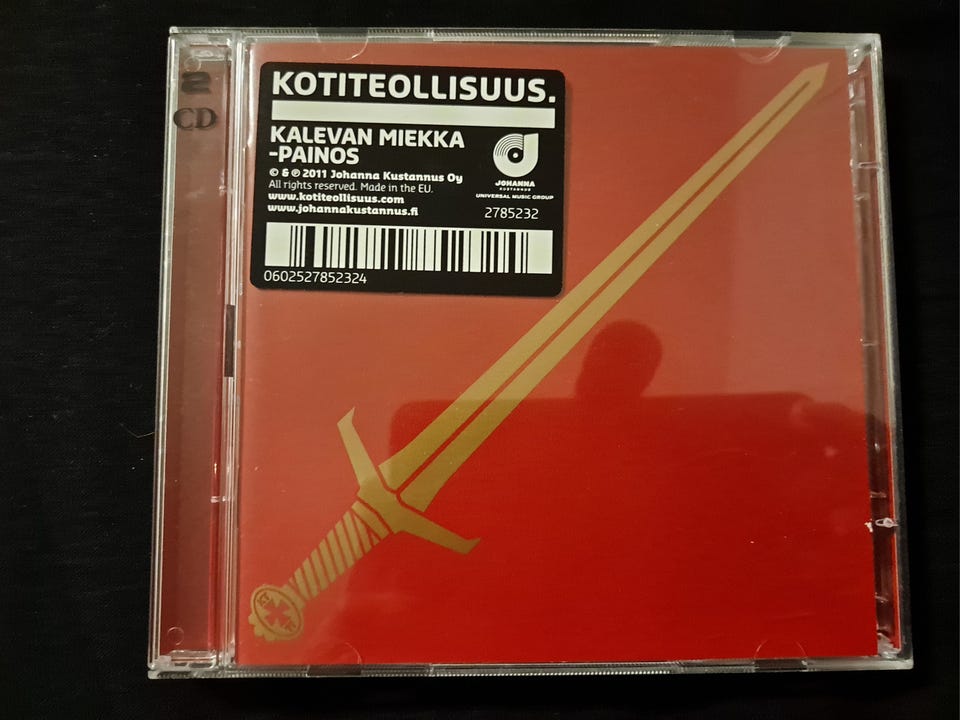 2
CD
KOTITEOLLISUUS.
KALEVAN MIEKKA
-PAINOS
© & ℗ 2011 Johanna Kustannus Oy
All rights reserved. Made in the EU.
www.kotiteollisuus.com
www.johannakustannus.fi
JOHANNA
KUSTANNUS
UNIVERSAL MUSIC GROUP
2785232
0602527852324